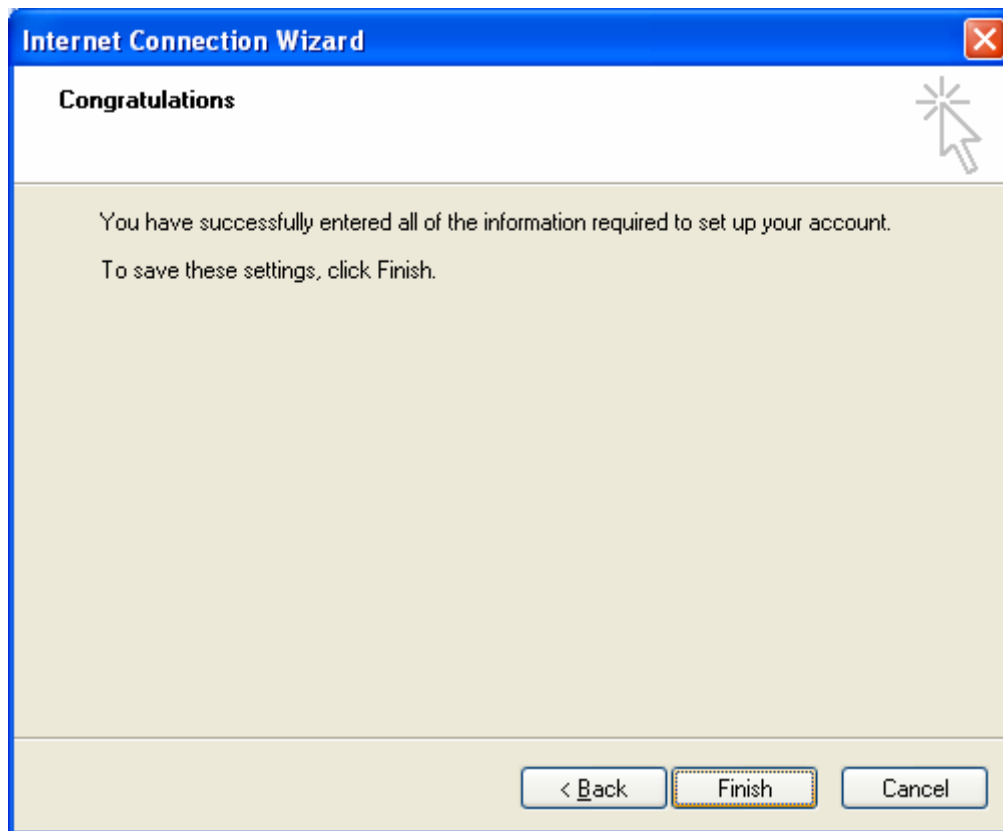 Internet Connection Wizard
Congratulations
You have successfully entered all of the information required to set up your account.
To save these settings, click Finish.
< Back
Finish
Cancel